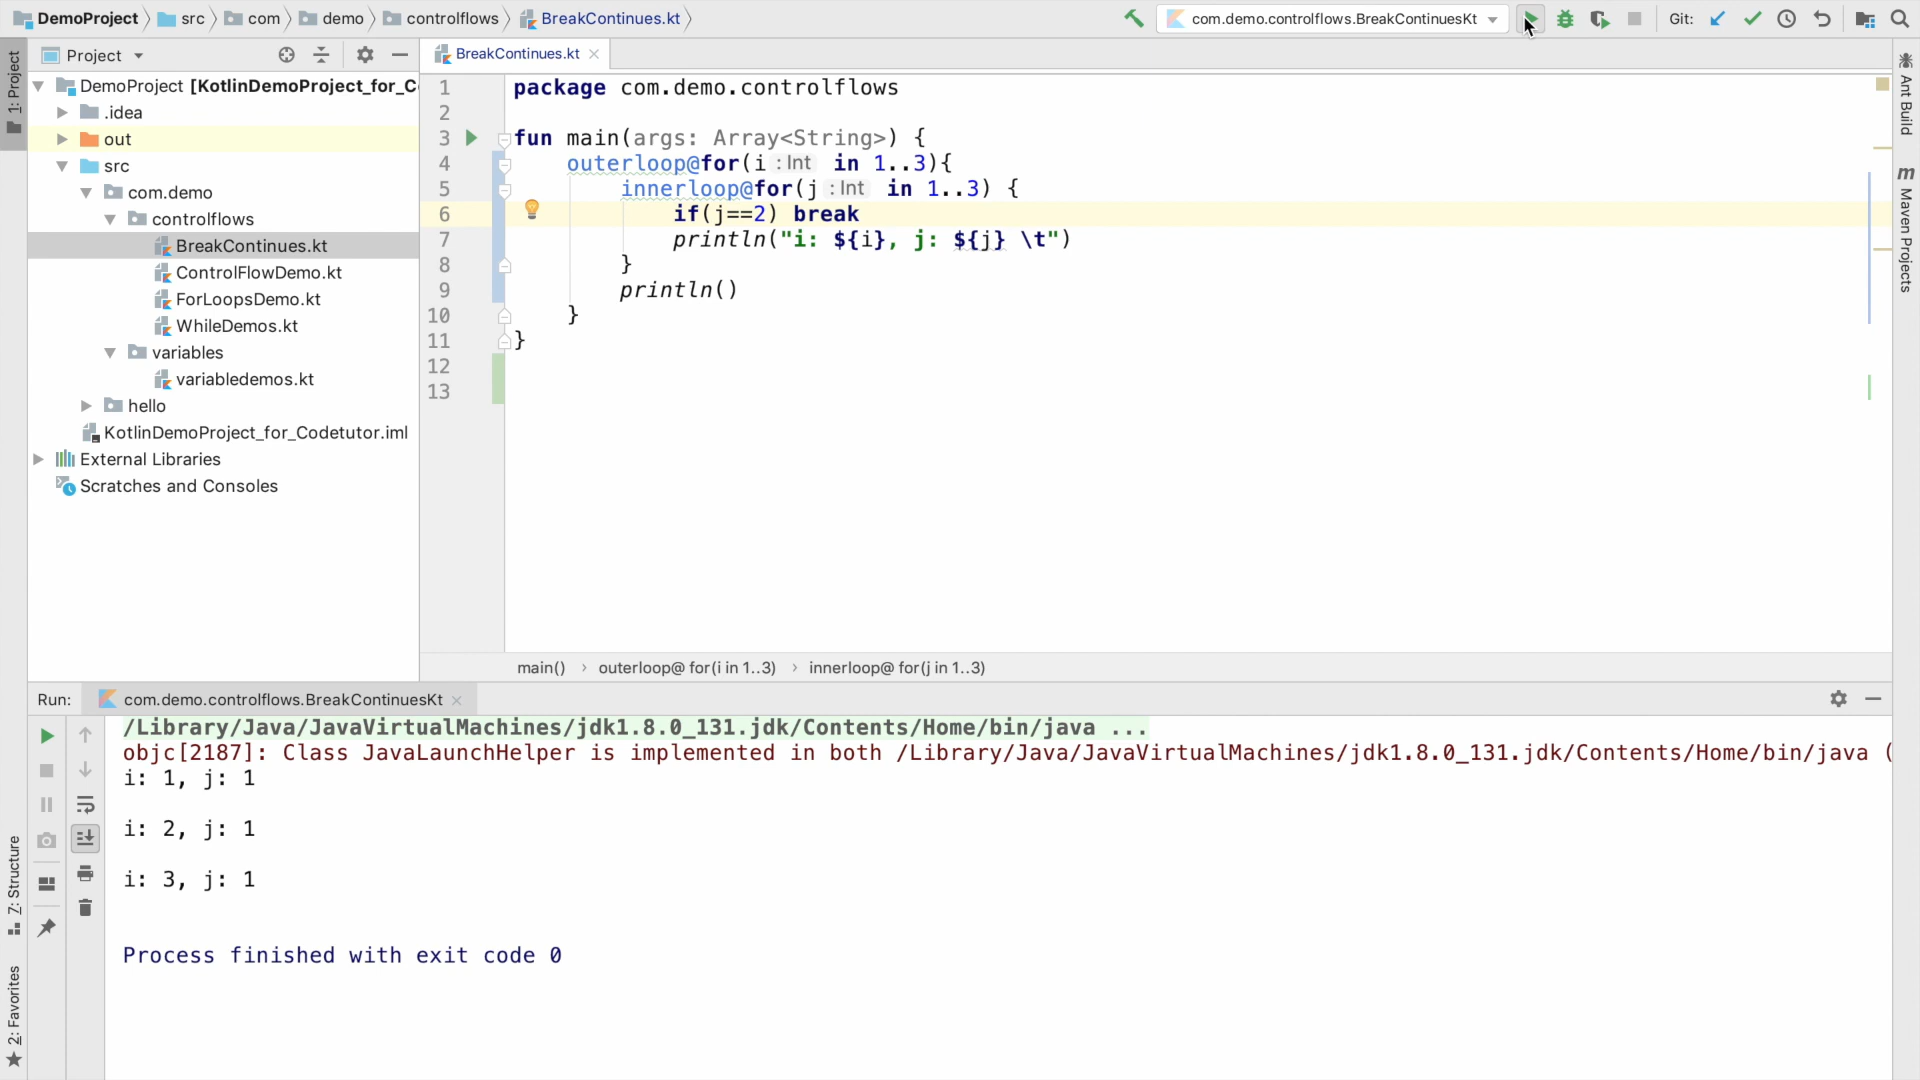 DemoProject src com demo controlflows BreakContinues.kt com.demo.controlflows.BreakContinuesKt Git:
1: Project
Project
BreakContinues.kt
DemoProject [KotlinDemoProject_for_C
.idea
out
src
com.demo
controlflows
BreakContinues.kt
ControlFlowDemo.kt
ForLoopsDemo.kt
WhileDemos.kt
variables
variabledemos.kt
hello
KotlinDemoProject_for_Codetutor.iml
External Libraries
Scratches and Consoles
1 package com.demo.controlflows
2
3 fun main(args: Array<String>) {
4 outerloop@for(i : Int in 1..3){
5 innerloop@for(j : Int in 1..3) {
6 if(j==2) break
7 println("i: ${i}, j: ${j} \t")
8 }
9 println()
10 }
11 }
12
13
main() › outerloop@ for(i in 1..3) › innerloop@ for(j in 1..3)
Ant Build
m Maven Projects
Run: com.demo.controlflows.BreakContinuesKt
/Library/Java/JavaVirtualMachines/jdk1.8.0_131.jdk/Contents/Home/bin/java ...
objc[2187]: Class JavaLaunchHelper is implemented in both /Library/Java/JavaVirtualMachines/jdk1.8.0_131.jdk/Contents/Home/bin/java (
i: 1, j: 1
i: 2, j: 1
i: 3, j: 1
Process finished with exit code 0
7: Structure
2: Favorites